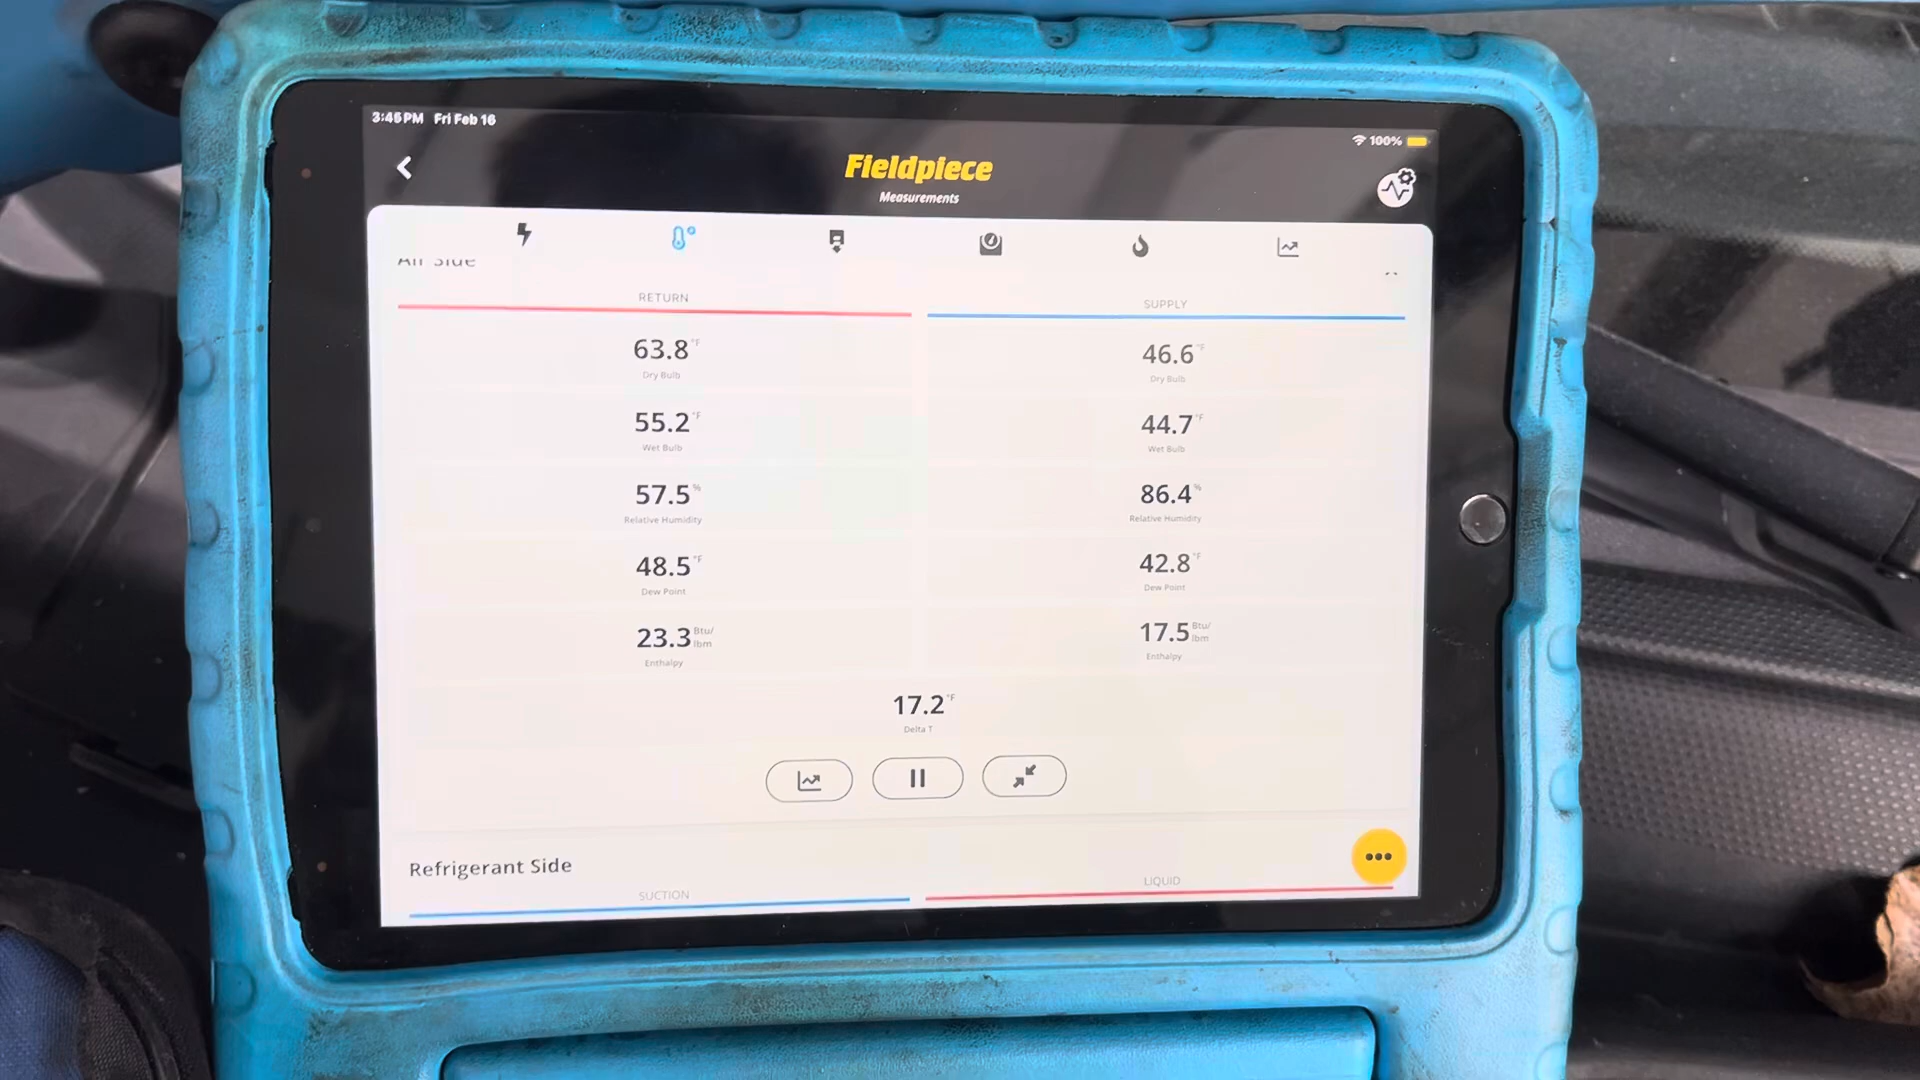 3:45PM Fri Feb 16
100%
Fieldpiece
Measurements
Air Side
RETURN
SUPPLY
63.8 °F
Dry Bulb
46.6 °F
Dry Bulb
55.2 °F
Wet Bulb
44.7 °F
Wet Bulb
57.5 %
Relative Humidity
86.4 %
Relative Humidity
48.5 °F
Dew Point
42.8 °F
Dew Point
23.3 Btu/lbm
Enthalpy
17.5 Btu/lbm
Enthalpy
17.2 °F
Delta T
Refrigerant Side
SUCTION
LIQUID